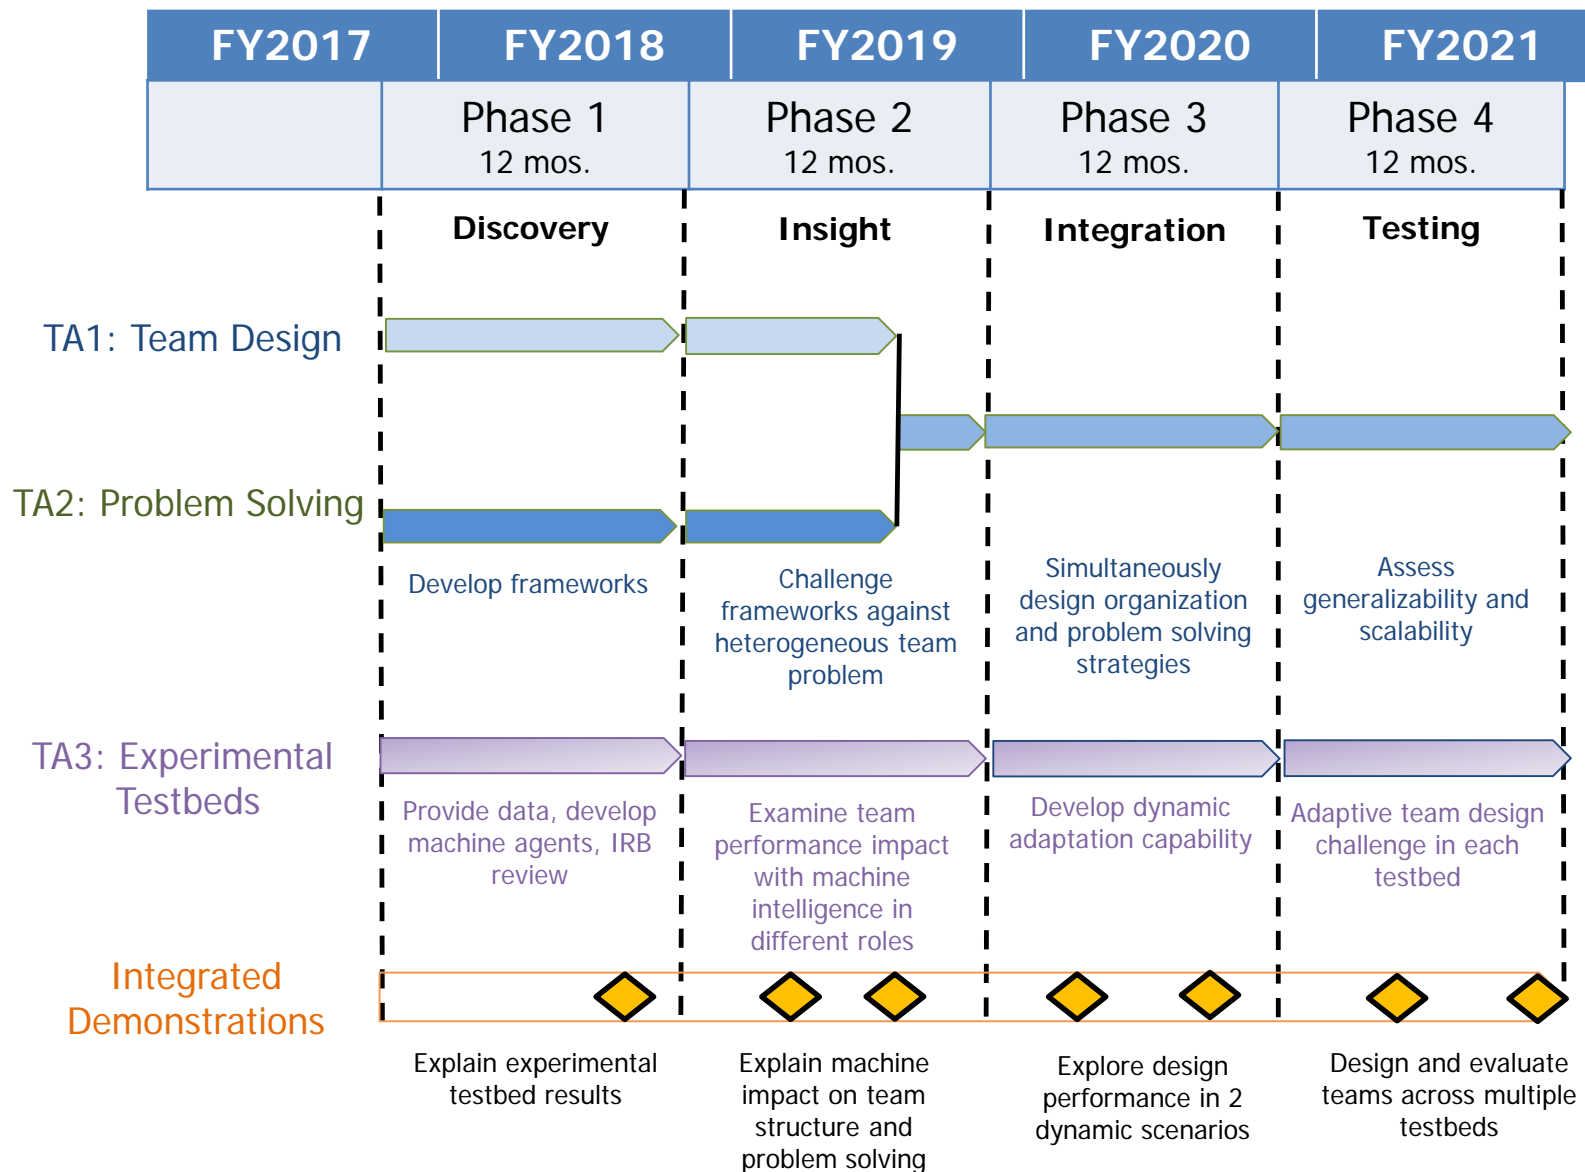 FY2017 FY2018 FY2019 FY2020 FY2021
Phase 1 Phase 2 Phase 3 Phase 4
12 mos. 12 mos. 12 mos. 12 mos.
Discovery Insight Integration Testing
TA1: Team Design
TA2: Problem Solving
Develop frameworks
Challenge
frameworks against
heterogeneous team
problem
Simultaneously
design organization
and problem solving
strategies
Assess
generalizability and
scalability
TA3: Experimental
Testbeds
Provide data, develop
machine agents, IRB
review
Examine team
performance impact
with machine
intelligence in
different roles
Develop dynamic
adaptation capability
Adaptive team design
challenge in each
testbed
Integrated
Demonstrations
Explain experimental
testbed results
Explain machine
impact on team
structure and
problem solving
Explore design
performance in 2
dynamic scenarios
Design and evaluate
teams across multiple
testbeds